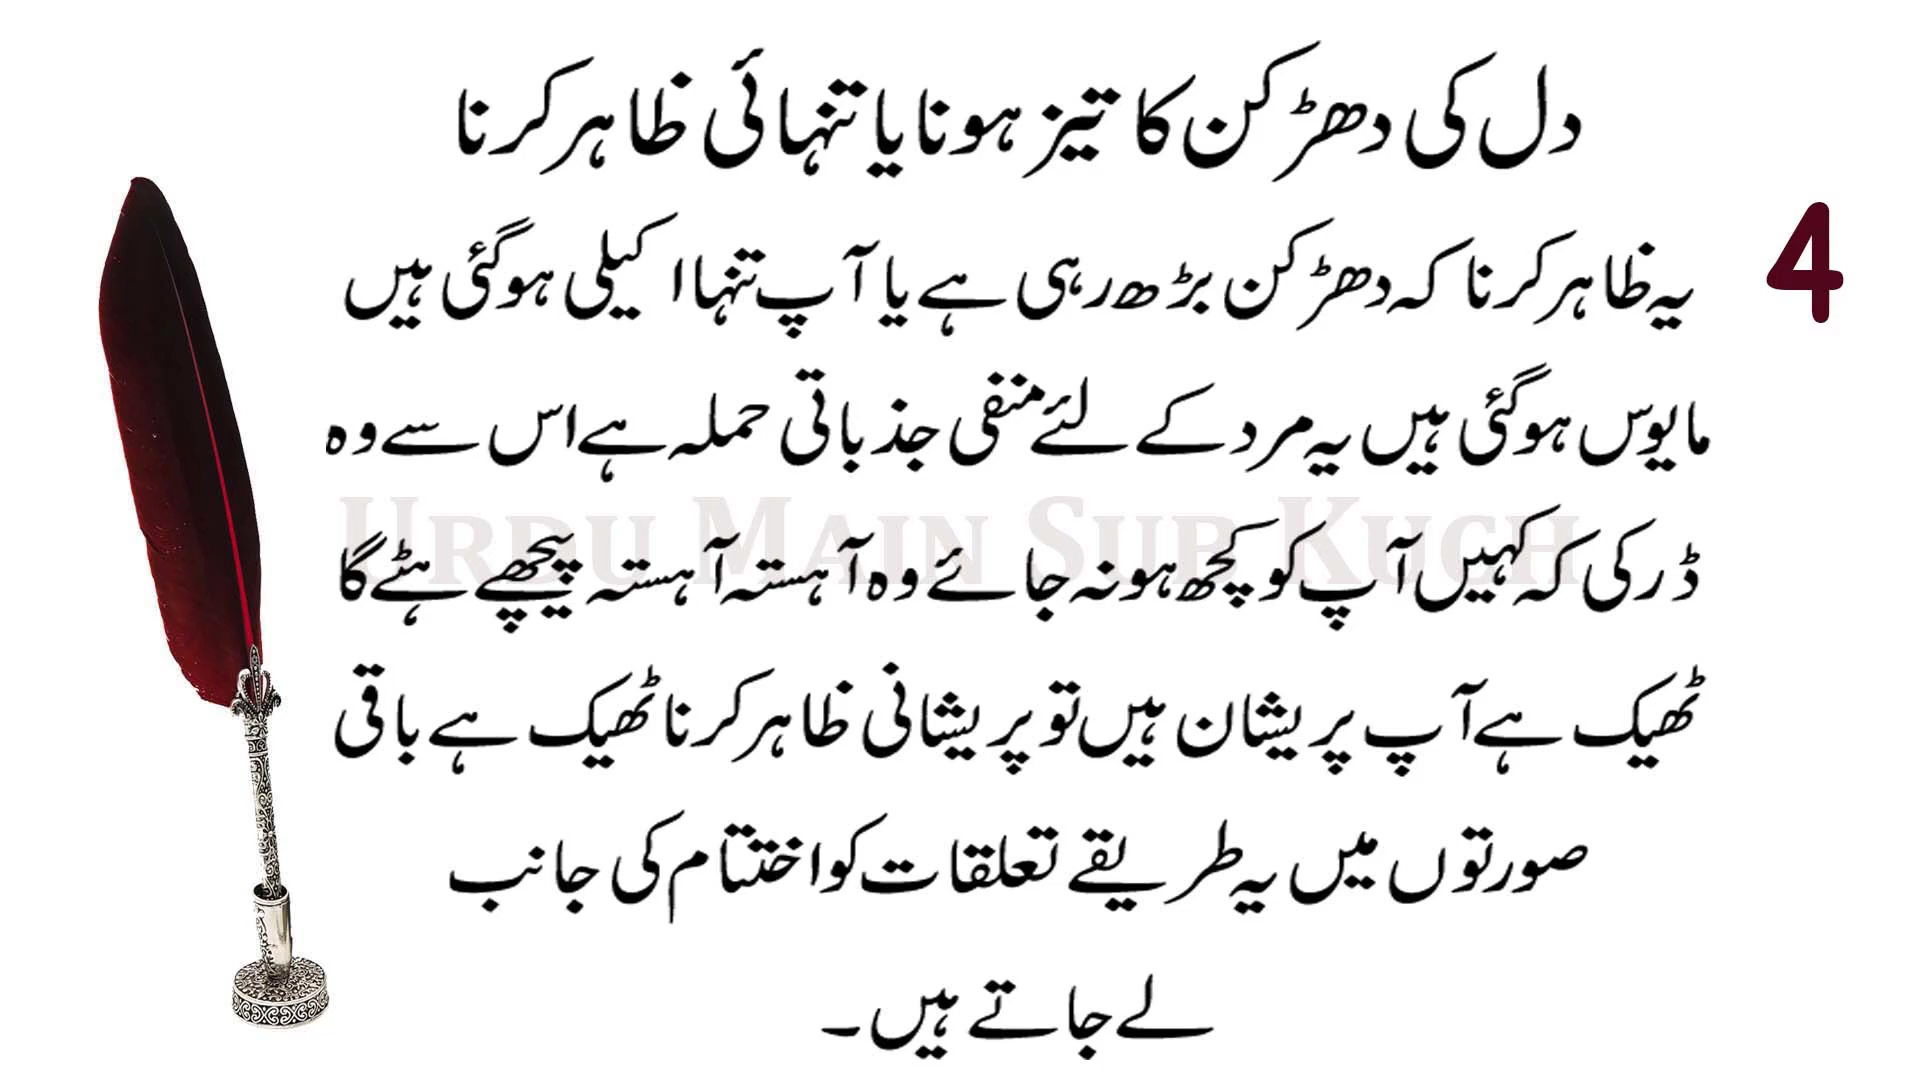 دل کی دھڑکن کا تیز ہونا یا تنہائی ظاہر کرنا
4
یہ ظاہر کرنا کہ دھڑکن بڑھ رہی ہے یا آپ تنہا اکیلی ہوگئی ہیں
مایوس ہوگئی ہیں یہ مرد کے لئے منفی جذباتی حملہ ہے اس سے وہ
URDU MAIN SUB KUCH
ڈر کی کہ کہیں آپ کو کچھ ہو نہ جائے وہ آہستہ آہستہ پیچھے ہٹے گا
ٹھیک ہے آپ پریشان ہیں تو پریشانی ظاہر کرنا ٹھیک ہے باقی
صورتوں میں یہ طریقے تعلقات کو اختتام کی جانب
لے جاتے ہیں۔